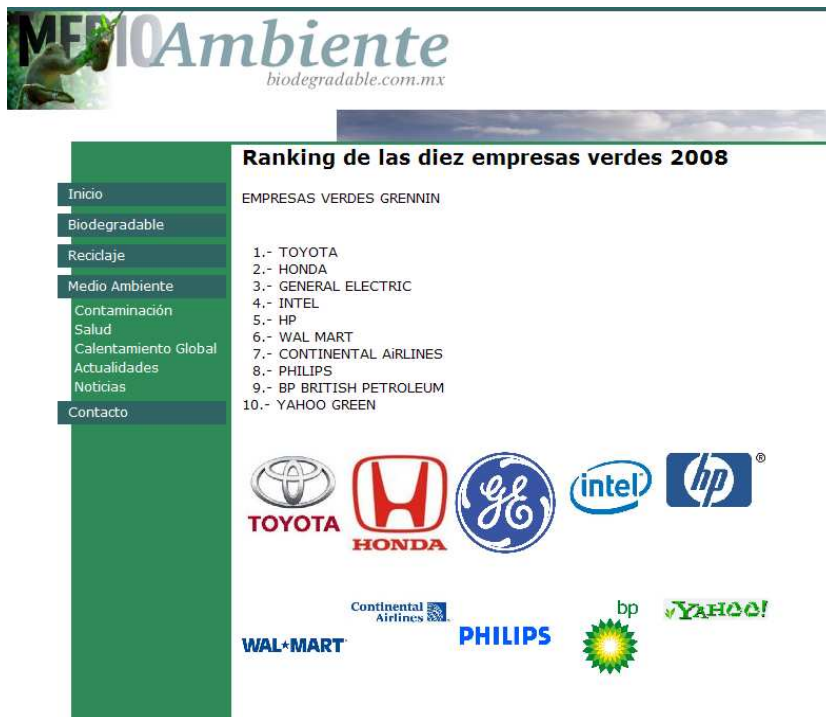 MEDIOAmbiente
biodegradable.com.mx
Ranking de las diez empresas verdes 2008
Inicio
Biodegradable
Reciclaje
Medio Ambiente
Contaminación
Salud
Calentamiento Global
Actualidades
Noticias
Contacto
EMPRESAS VERDES GRENNIN
1.- TOYOTA
2.- HONDA
3.- GENERAL ELECTRIC
4.- INTEL
5.- HP
6.- WAL MART
7.- CONTINENTAL AiRLINES
8.- PHILIPS
9.- BP BRITISH PETROLEUM
10.- YAHOO GREEN
TOYOTA
HONDA
GE
intel
hp ®
WAL★MART
Continental
Airlines
PHILIPS
bp
YAHOO!